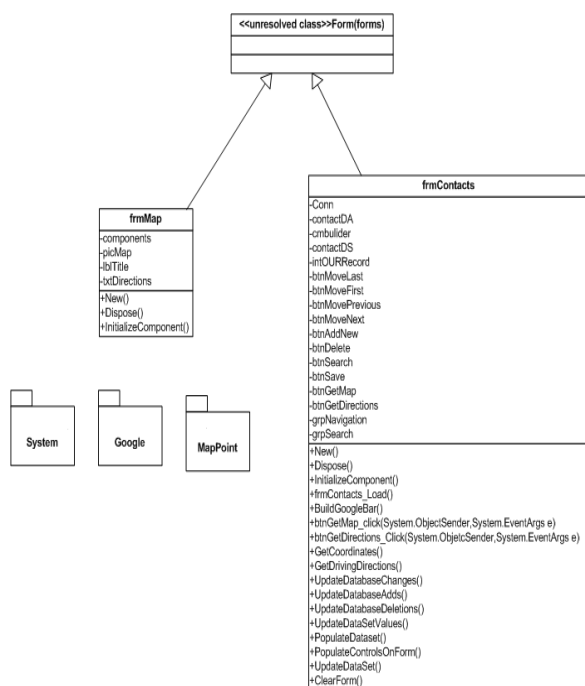 <<unresolved class>>Form(forms)
frmMap
-components
-picMap
-lblTitle
-txtDirections
+New()
+Dispose()
+InitializeComponent()
System
Google
MapPoint
frmContacts
-Conn
-contactDA
-cmbulider
-contactDS
-intOURRecord
-btnMoveLast
-btnMoveFirst
-btnMovePrevious
-btnMoveNext
-btnAddNew
-btnDelete
-btnSearch
-btnSave
-btnGetMap
-btnGetDirections
-grpNavigation
-grpSearch
+New()
+Dispose()
+InitializeComponent()
+frmContacts_Load()
+BuildGoogleBar()
+btnGetMap_click(System.ObjectSender,System.EventArgs e)
+btnGetDirections_Click(System.ObjetcSender,System.EventArgs e)
+GetCoordinates()
+GetDrivingDirections()
+UpdateDatabaseChanges()
+UpdateDatabaseAdds()
+UpdateDatabaseDeletions()
+UpdateDataSetValues()
+PopulateDataset()
+PopulateControlsOnForm()
+UpdateDataSet()
+ClearForm()